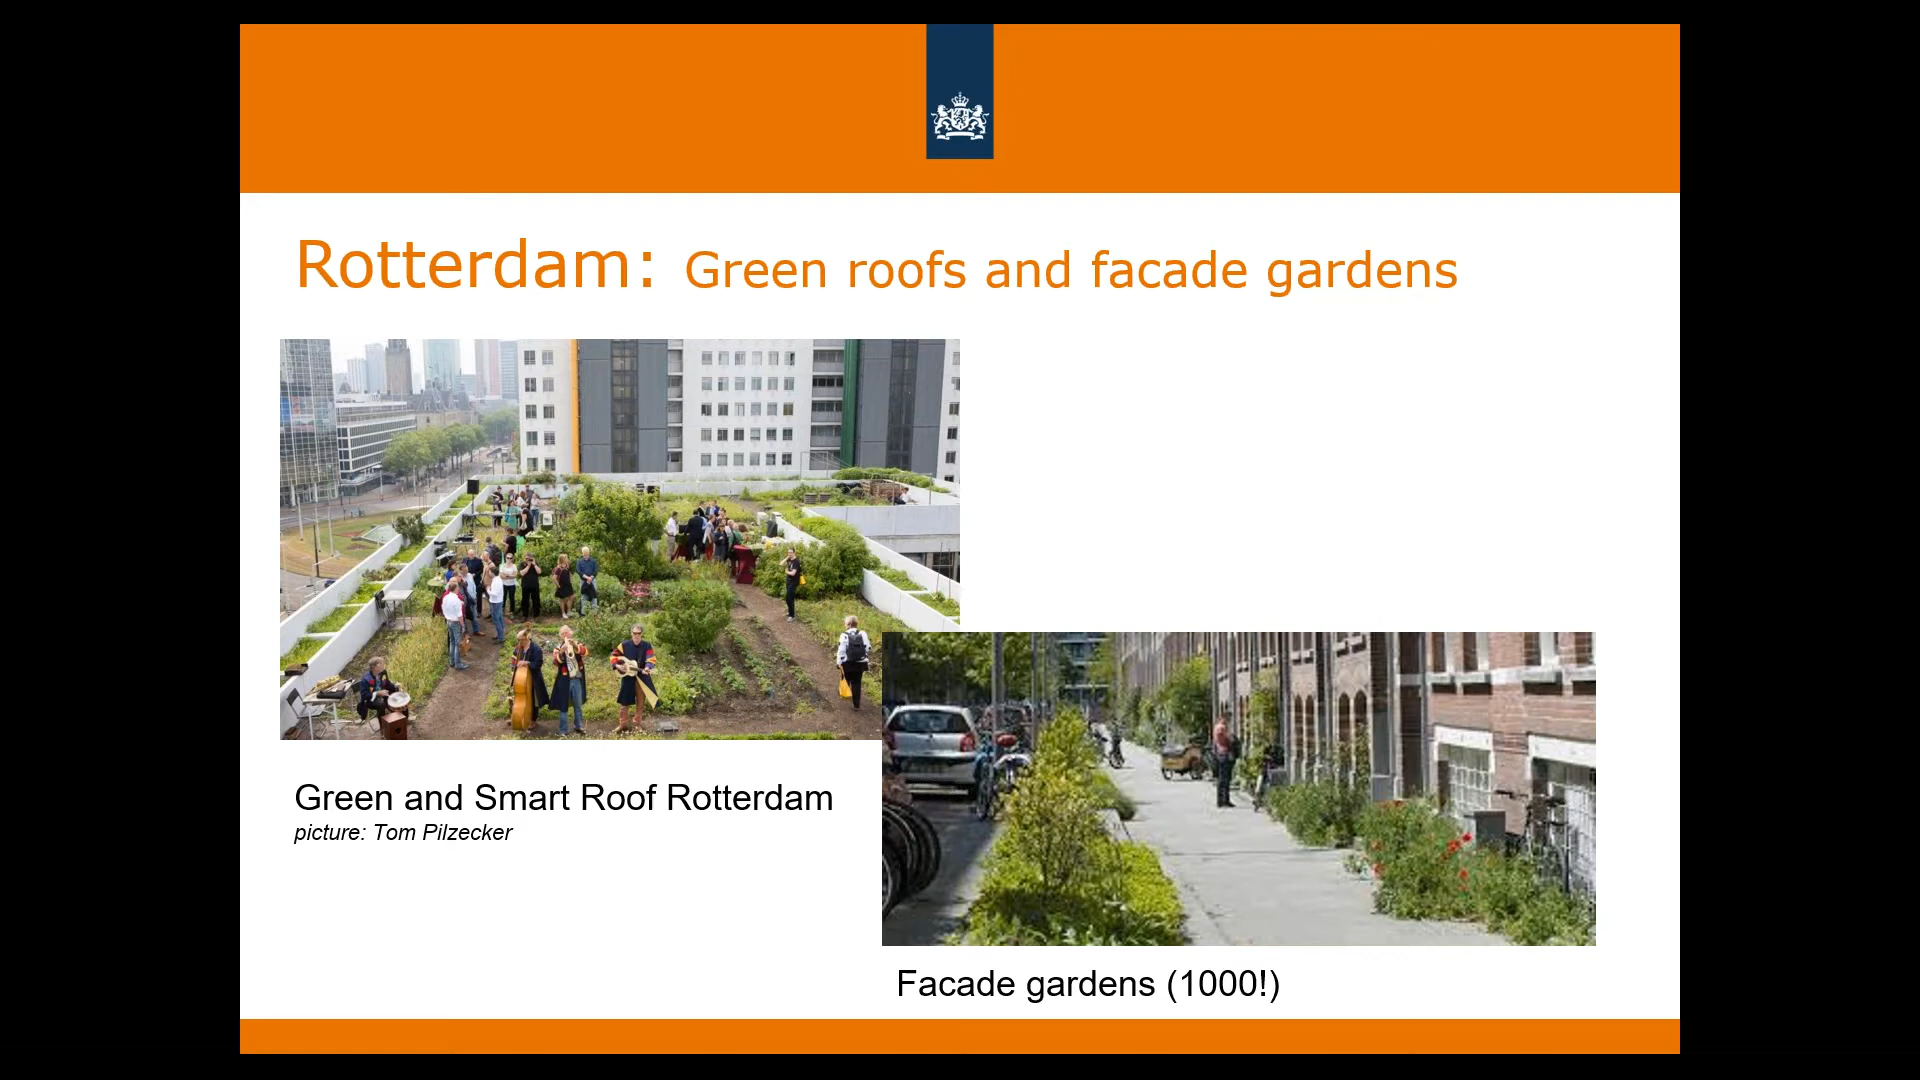 Rotterdam: Green roofs and facade gardens
Green and Smart Roof Rotterdam
picture: Tom Pilzecker
Facade gardens (1000!)